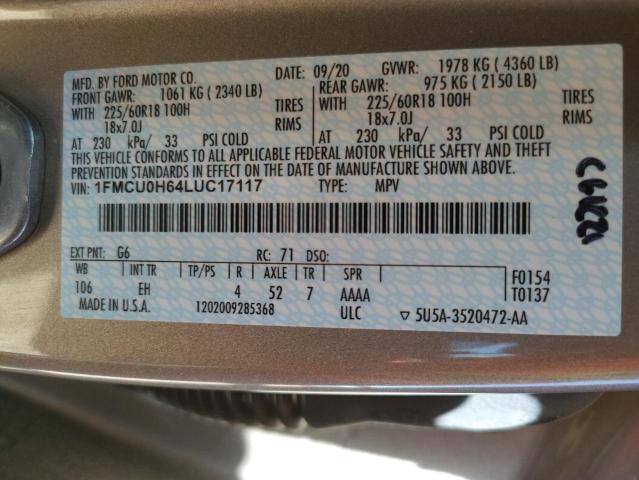 MFD. BY FORD MOTOR CO.
DATE: 09/20 GVWR: 1978 KG ( 4360 LB)
FRONT GAWR: 1061 KG ( 2340 LB)
REAR GAWR: 975 KG ( 2150 LB)
WITH 225/60R18 100H TIRES
18x7.0J RIMS
AT 230 kPa/ 33 PSI COLD
WITH 225/60R18 100H TIRES
18x7.0J RIMS
AT 230 kPa/ 33 PSI COLD
THIS VEHICLE CONFORMS TO ALL APPLICABLE FEDERAL MOTOR VEHICLE SAFETY AND THEFT
PREVENTION STANDARDS IN EFFECT ON THE DATE OF MANUFACTURE SHOWN ABOVE.
VIN: 1FMCU0H64LUC17117 TYPE: MPV
EXT PNT: G6 RC: 71 DSO:
WB INT TR TP/PS R AXLE TR SPR
106 EH 4 52 7 AAAA
F0154
T0137
MADE IN U.S.A. 1202009285368 ULC ▽ 5U5A-3520472-AA